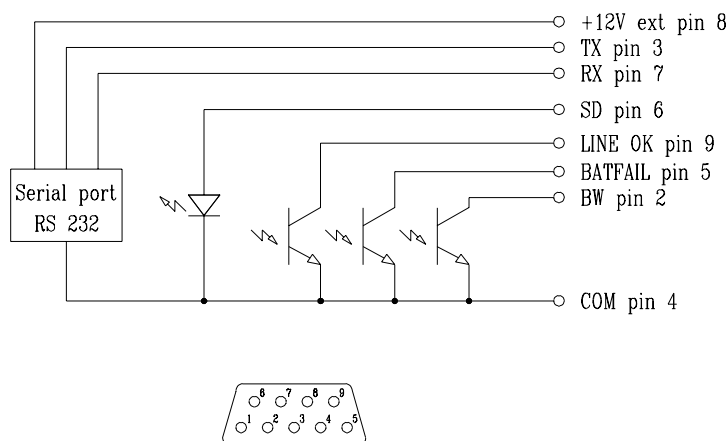 +12V ext pin 8
TX pin 3
RX pin 7
SD pin 6
LINE OK pin 9
BATFAIL pin 5
BW pin 2
Serial port
RS 232
COM pin 4
6 7 8 9
1 2 3 4 5